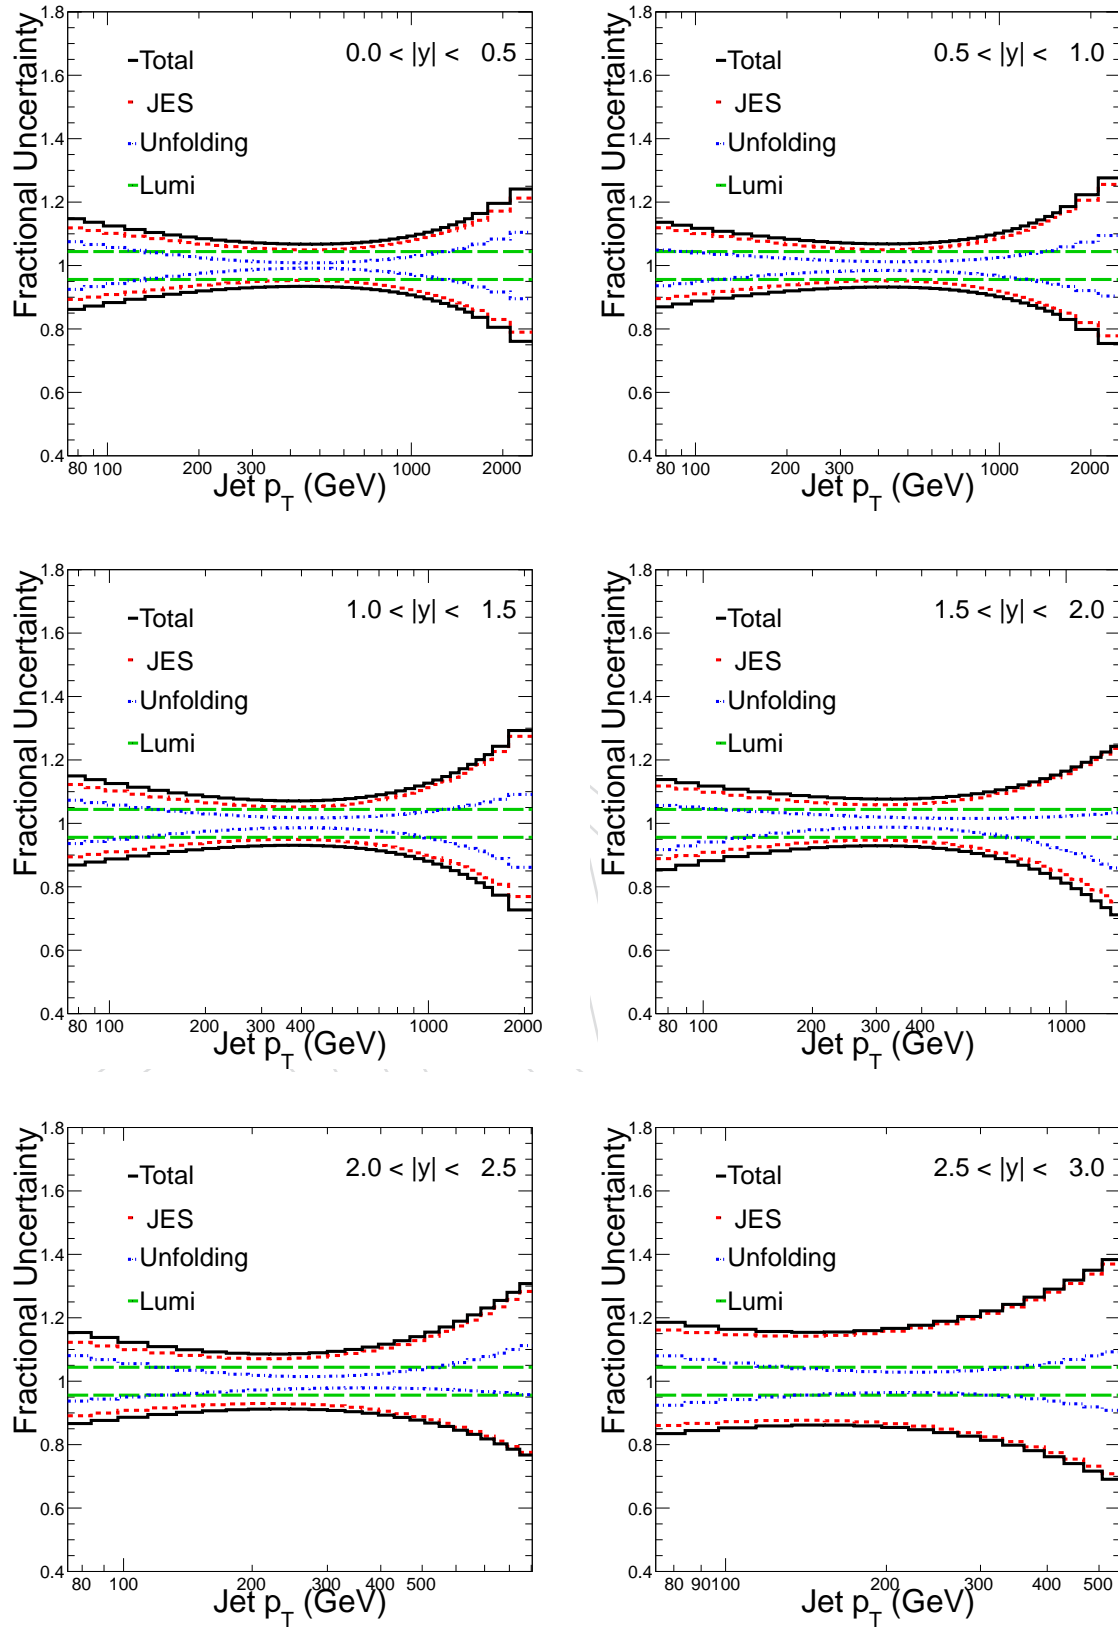 Fractional Uncertainty
1.8
1.6
1.4
1.2
1
0.8
0.6
0.4
0.0 < |y| < 0.5
Total
JES
Unfolding
Lumi
80 100 200 300 1000 2000
Jet p_T (GeV)
Fractional Uncertainty
1.8
1.6
1.4
1.2
1
0.8
0.6
0.4
0.5 < |y| < 1.0
Total
JES
Unfolding
Lumi
80 100 200 300 1000 2000
Jet p_T (GeV)
Fractional Uncertainty
1.8
1.6
1.4
1.2
1
0.8
0.6
0.4
1.0 < |y| < 1.5
Total
JES
Unfolding
Lumi
80 100 200 300 400 1000 2000
Jet p_T (GeV)
Fractional Uncertainty
1.8
1.6
1.4
1.2
1
0.8
0.6
0.4
1.5 < |y| < 2.0
Total
JES
Unfolding
Lumi
80 100 200 300 400 1000
Jet p_T (GeV)
Fractional Uncertainty
1.8
1.6
1.4
1.2
1
0.8
0.6
0.4
2.0 < |y| < 2.5
Total
JES
Unfolding
Lumi
80 100 200 300 400 500
Jet p_T (GeV)
Fractional Uncertainty
1.8
1.6
1.4
1.2
1
0.8
0.6
0.4
2.5 < |y| < 3.0
Total
JES
Unfolding
Lumi
80 90 100 200 300 400 500
Jet p_T (GeV)